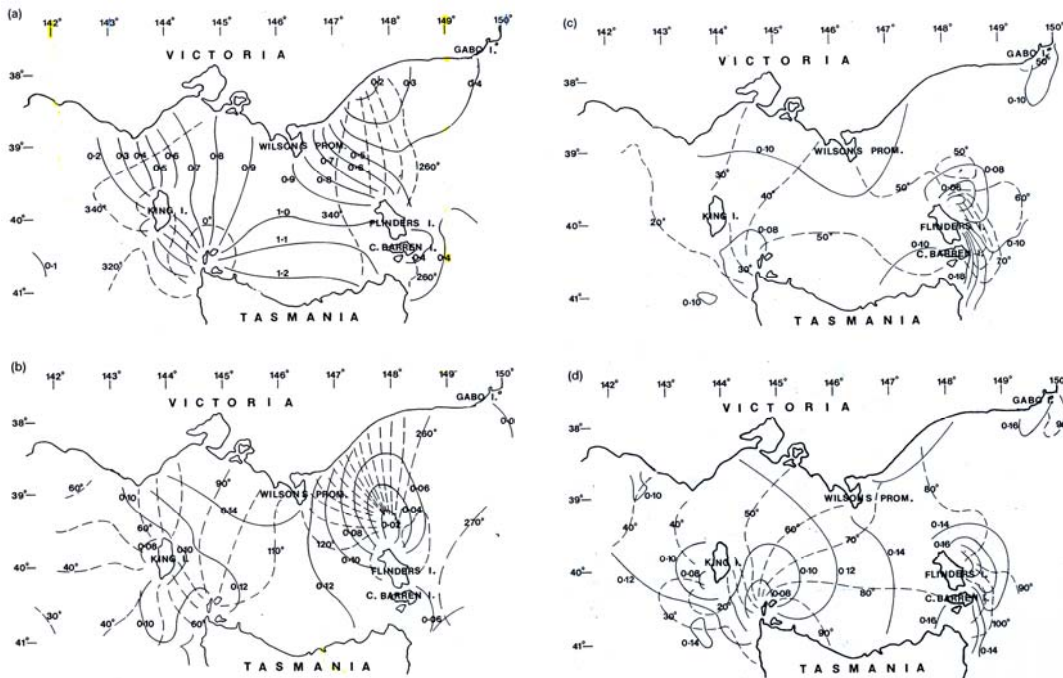 (a)
142° 143° 144° 145° 146° 147° 148° 149° 150°
VICTORIA
GABO I.
38°
0·2 0·3 0·4
39°
0·2 0·3 0·4 0·6 0·8
0·5 0·7 0·9
WILSON'S PROM.
0·7 0·5
0·6
0·9 0·8
260°
340° KING I. 0° 1·0 340°
40°
FLINDERS I.
1·1 C. BARREN I.
0·1 320° 1·2 0·4 0·4
260°
41°
TASMANIA
(b)
142° 143° 144° 145° 146° 147° 148° 149° 150°
VICTORIA
GABO I.
260°
38°
60° 90°
39°
0·10 0·14 WILSON'S PROM. 0·06
0·04
60° 0·02 270°
0·08 0·10 110° 120° 0·08
KING I. 0·10
40°
40° FLINDERS I.
0·12 0·12
C. BARREN I.
30° 40° 0·10 60° 0·06
41°
TASMANIA
(c)
142° 143° 144° 145° 146° 147° 148° 149° 150°
VICTORIA
GABO I.
50°
38°
0·10
39°
0·10 WILSON'S PROM. 50°
30° 0·08
40° 50° 0·06
60°
KING I.
40°
20° 0·08 FLINDERS I.
50° 0·10 0·10
C. BARREN I.
30° 70°
0·18
0·10
41°
TASMANIA
(d)
142° 143° 144° 145° 146° 147° 148° 149° 150
VICTORIA
GABO I.
0·16
38°
80°
0·10 WILSON'S PROM.
39°
50°
40° 40° 60° 0·14
70° 0·16
0·10 KING I. 0·10 0·12 0·14
0·08
40°
0·12 FLINDERS I.
0·08 80° 90°
20° C. BARREN I.
30° 0·16 100°
0·14 90° 0·14
41°
TASMANIA